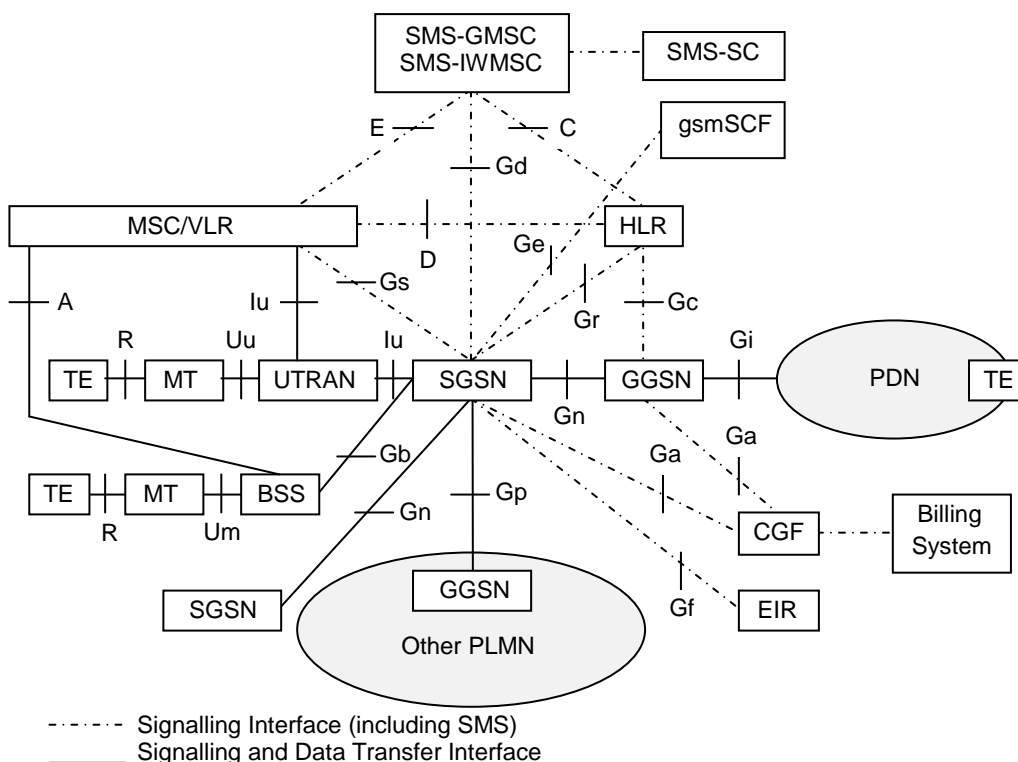 SMS-GMSC
SMS-IWMSC
SMS-SC
gsmSCF
E
C
Gd
MSC/VLR
HLR
D
Ge
Gs
A
Iu
Gr
Gc
R
Uu
Iu
Gi
TE
MT
UTRAN
SGSN
GGSN
PDN
TE
Gn
Gb
Ga
Ga
TE
MT
BSS
Gp
R
Um
Gn
CGF
Billing
System
SGSN
GGSN
Gf
EIR
Other PLMN
Signalling Interface (including SMS)
Signalling and Data Transfer Interface